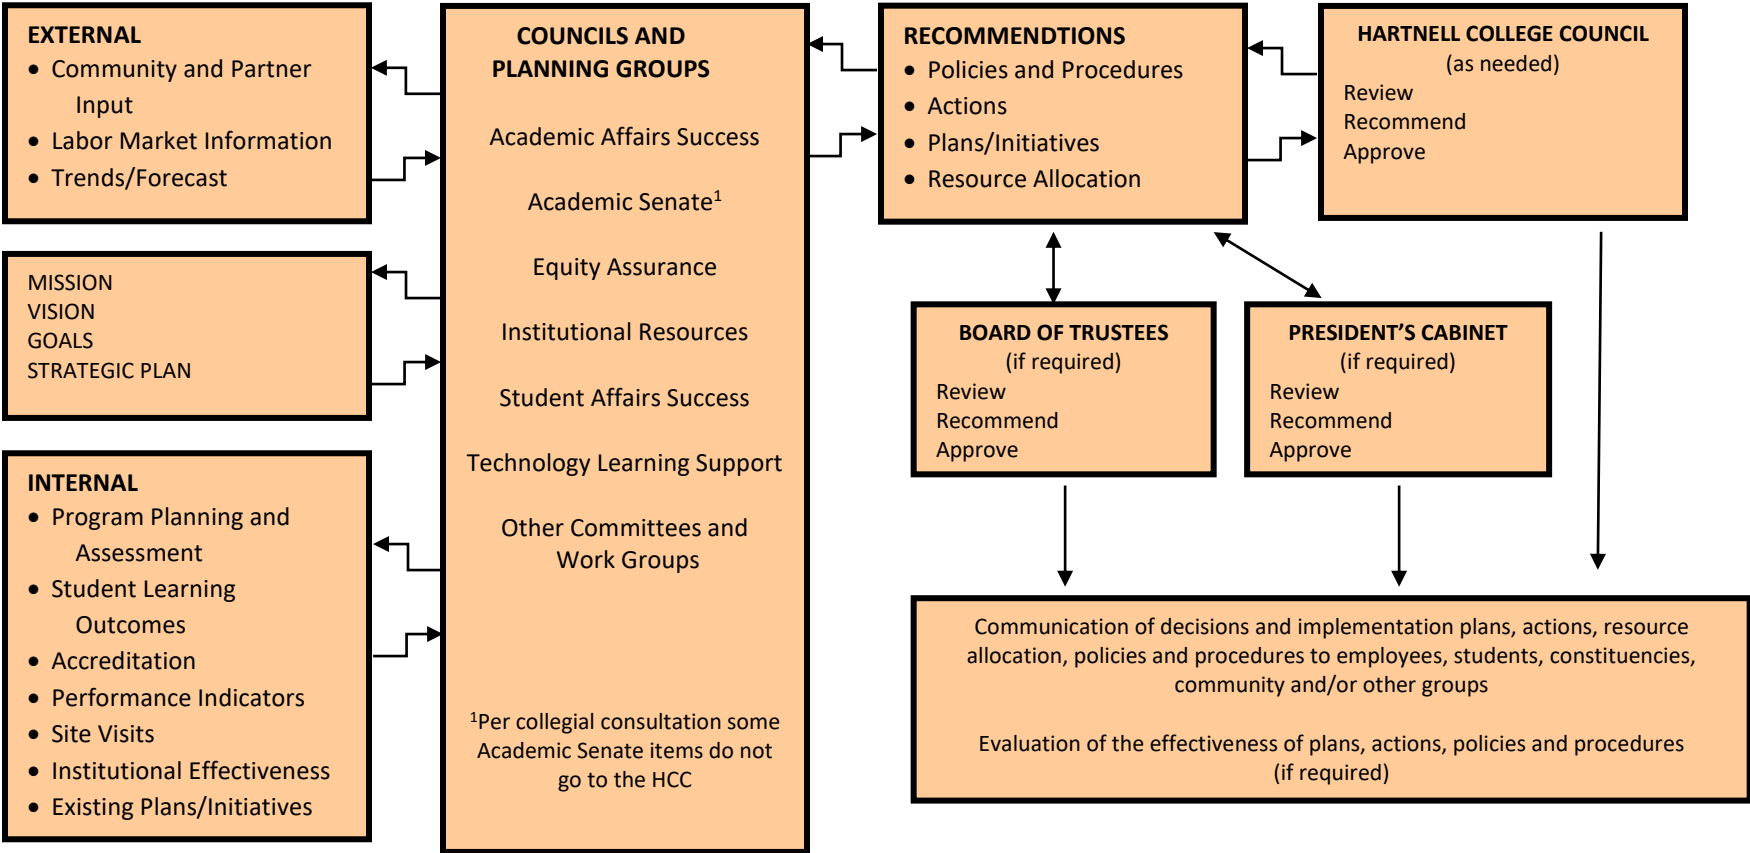 EXTERNAL
• Community and Partner
Input
• Labor Market Information
• Trends/Forecast
MISSION
VISION
GOALS
STRATEGIC PLAN
INTERNAL
• Program Planning and
Assessment
• Student Learning
Outcomes
• Accreditation
• Performance Indicators
• Site Visits
• Institutional Effectiveness
• Existing Plans/Initiatives
COUNCILS AND
PLANNING GROUPS
Academic Affairs Success
Academic Senate¹
Equity Assurance
Institutional Resources
Student Affairs Success
Technology Learning Support
Other Committees and
Work Groups
¹Per collegial consultation some
Academic Senate items do not
go to the HCC
RECOMMENDTIONS
• Policies and Procedures
• Actions
• Plans/Initiatives
• Resource Allocation
HARTNELL COLLEGE COUNCIL
(as needed)
Review
Recommend
Approve
BOARD OF TRUSTEES
(if required)
Review
Recommend
Approve
PRESIDENT’S CABINET
(if required)
Review
Recommend
Approve
Communication of decisions and implementation plans, actions, resource
allocation, policies and procedures to employees, students, constituencies,
community and/or other groups
Evaluation of the effectiveness of plans, actions, policies and procedures
(if required)